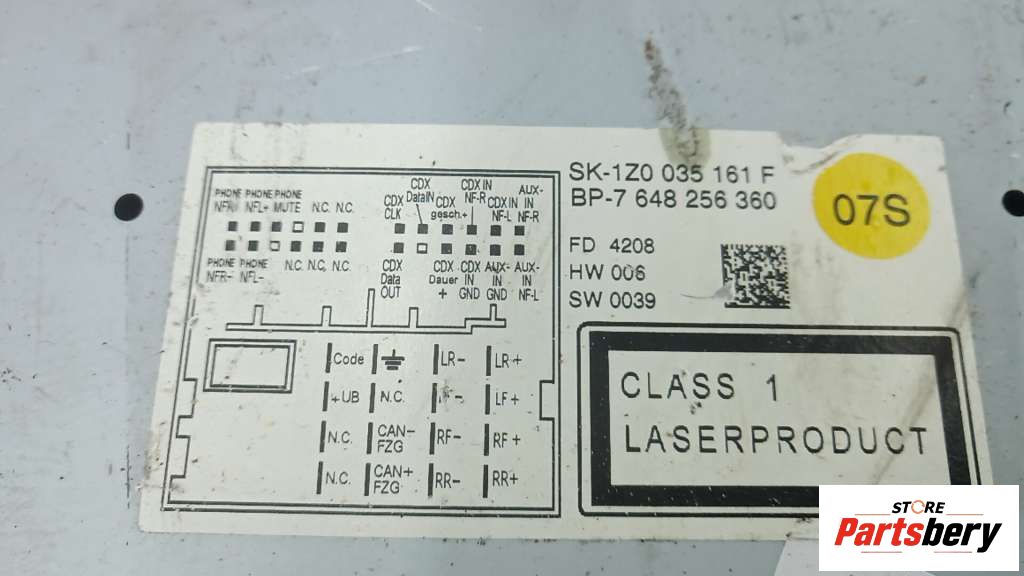 SK-1Z0 035 161 F
BP-7 648 256 360
07S
FD 4208
HW 006
SW 0039
CLASS 1
LASERPRODUCT
PHONE PHONE PHONE
NFR+ NFL+ MUTE N.C. N.C.
CDX CLK
CDX DataIN
CDX gesch.+
CDX IN NF-R
CDX IN NF-L
AUX-IN NF-R
PHONE PHONE
NFR- NFL- N.C. N.C. N.C.
CDX Data OUT
CDX Dauer +
CDX IN GND
AUX-IN GND
AUX-IN NF-L
Code LR- LR+
+UB N.C. LF+
N.C. CAN-FZG RF- RF+
N.C. CAN+FZG RR- RR+
STORE
Partsbery